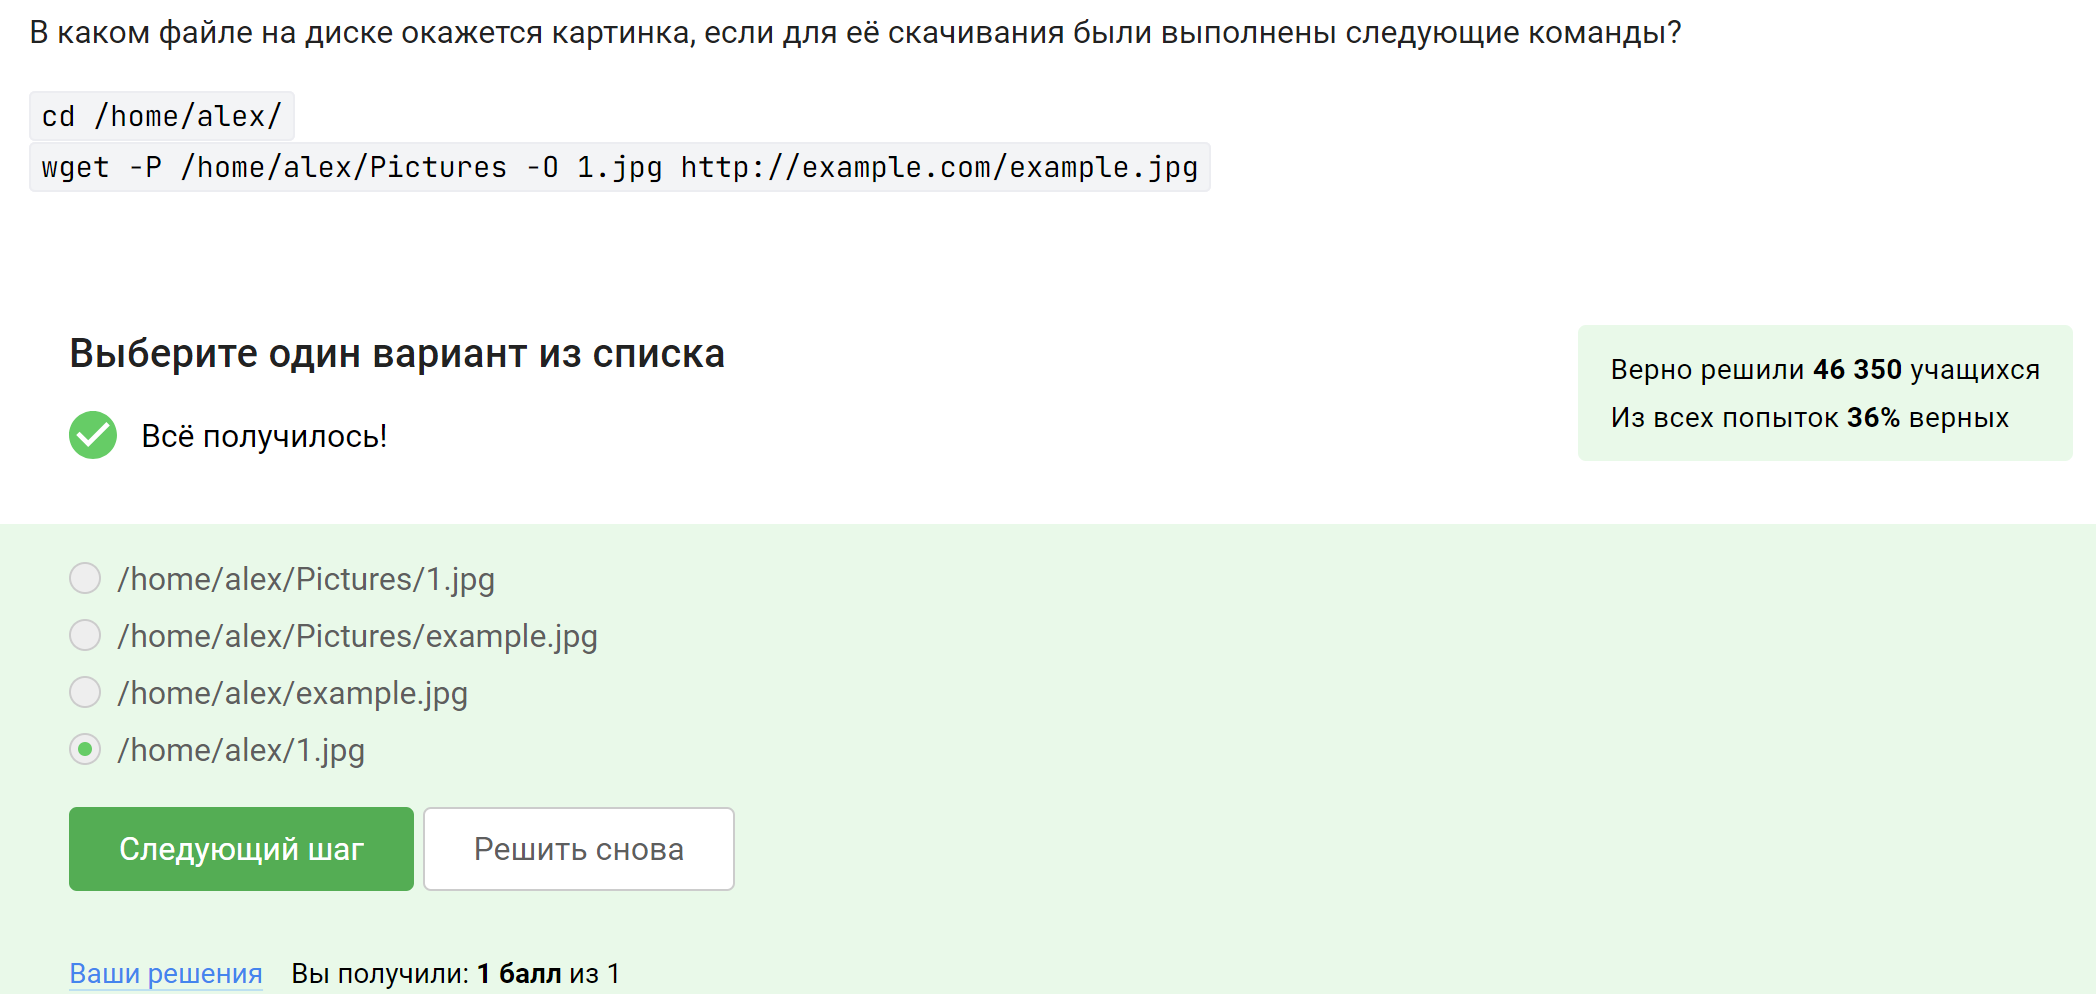 В каком файле на диске окажется картинка, если для её скачивания были выполнены следующие команды?
cd /home/alex/
wget -P /home/alex/Pictures -O 1.jpg http://example.com/example.jpg
Выберите один вариант из списка
Верно решили 46 350 учащихся
Из всех попыток 36% верных
Всё получилось!
/home/alex/Pictures/1.jpg
/home/alex/Pictures/example.jpg
/home/alex/example.jpg
/home/alex/1.jpg
Следующий шаг
Решить снова
Ваши решения Вы получили: 1 балл из 1